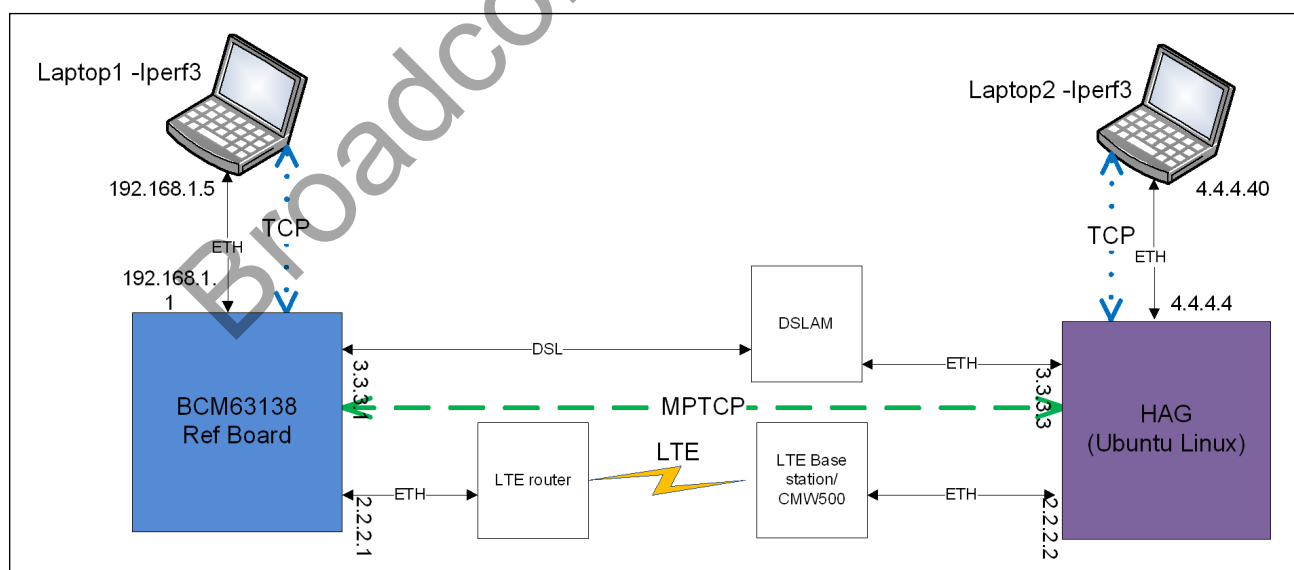 Laptop1 -Iperf3
Laptop2 -Iperf3
192.168.1.5
4.4.4.40
TCP
TCP
ETH
ETH
192.168.1.
1
4.4.4.4
DSLAM
DSL
ETH
3.3.3.1
3.3.3.3
BCM63138
Ref Board
MPTCP
HAG
(Ubuntu Linux)
LTE
LTE router
LTE Base
station/
CMW500
ETH
ETH
2.2.2.1
2.2.2.2
Broadco